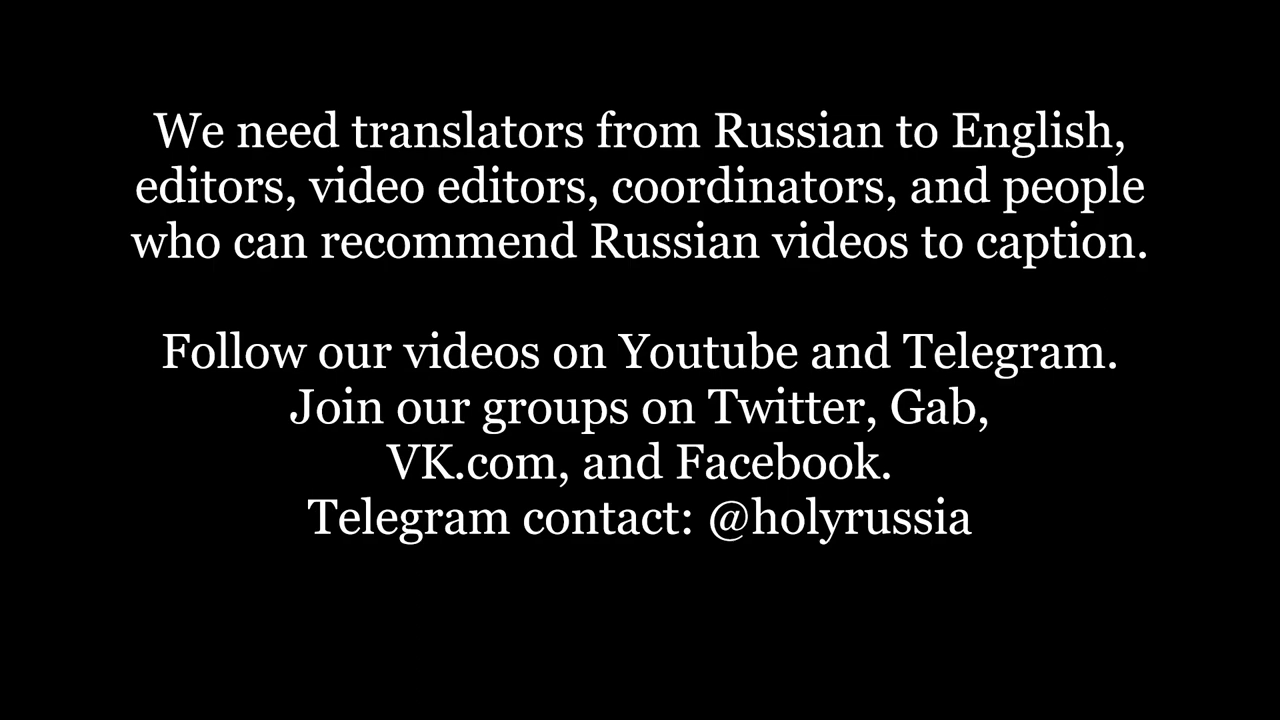 We need translators from Russian to English,
editors, video editors, coordinators, and people
who can recommend Russian videos to caption.
Follow our videos on Youtube and Telegram.
Join our groups on Twitter, Gab,
VK.com, and Facebook.
Telegram contact: @holyrussia